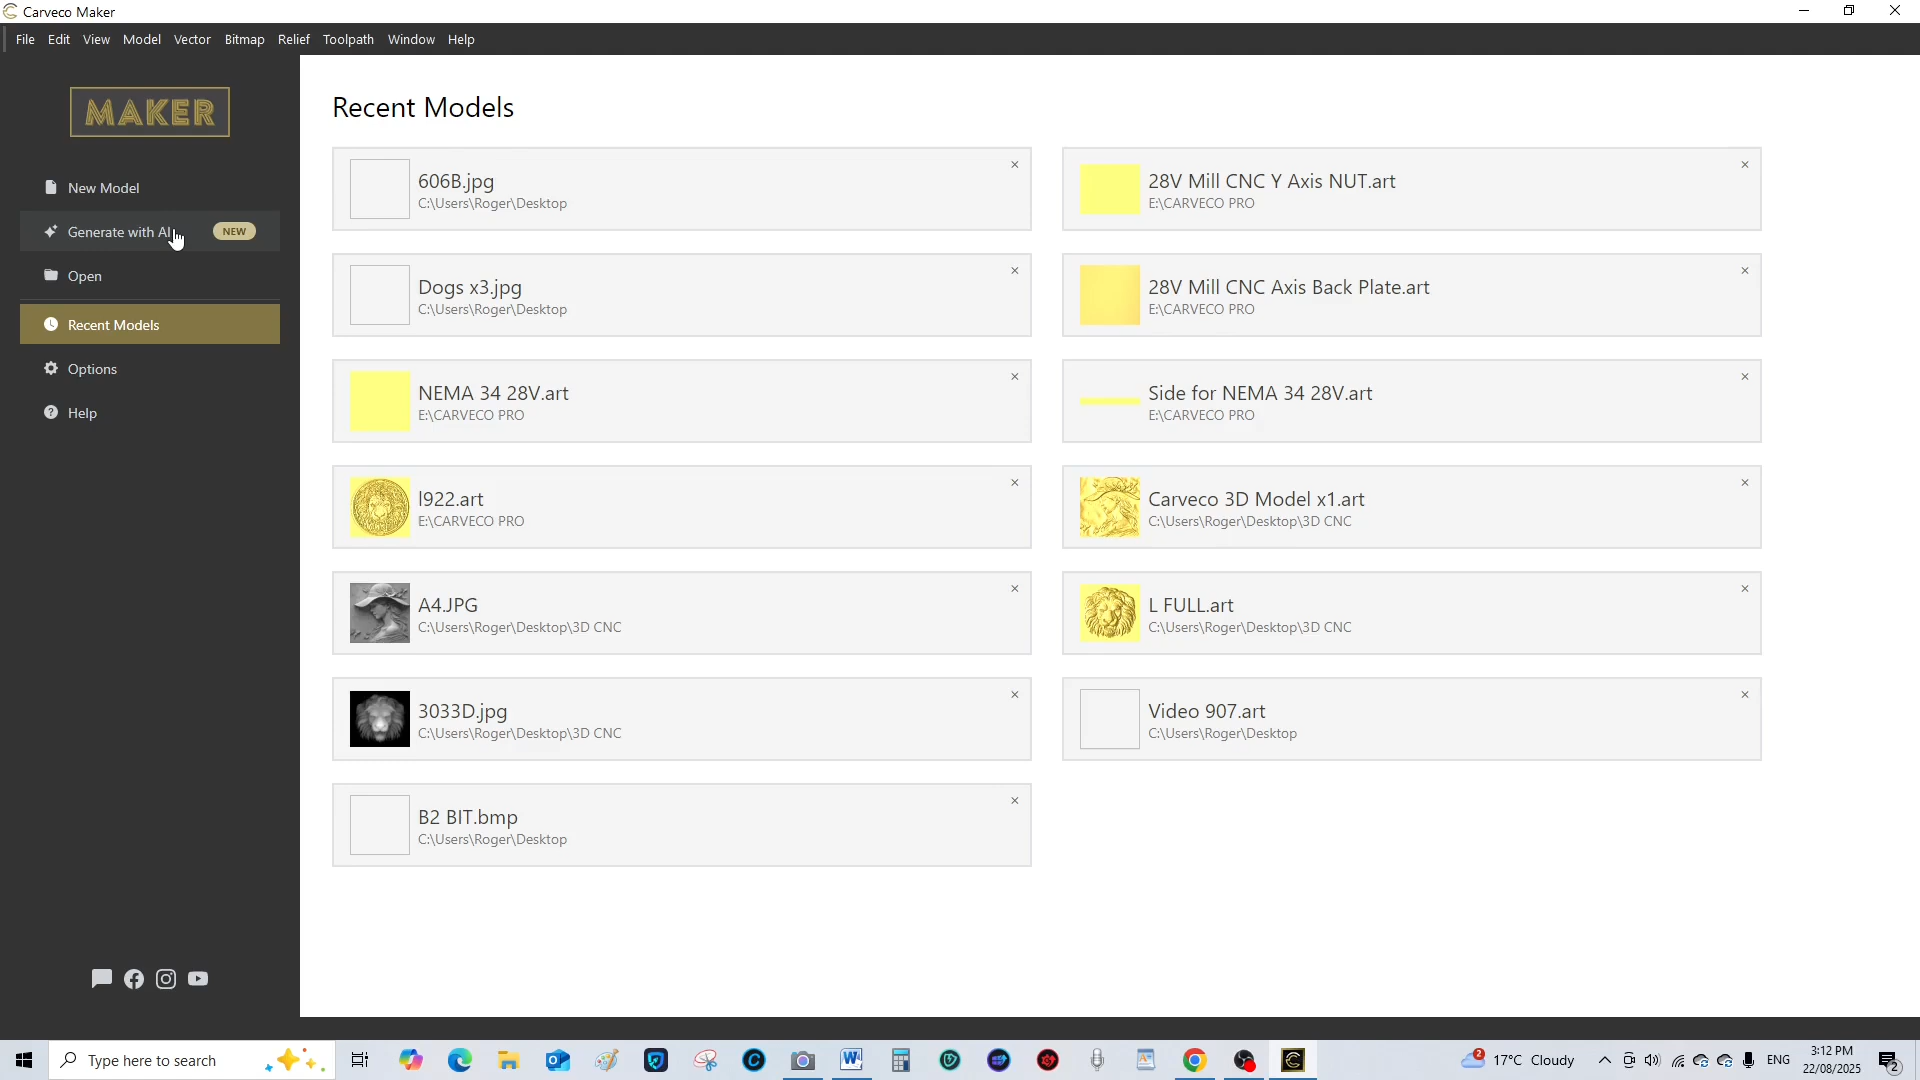 Carveco Maker
File Edit View Model Vector Bitmap Relief Toolpath Window Help
MAKER
New Model
Generate with AI NEW
Open
Recent Models
Options
Help
Recent Models
606B.jpg
C:\Users\Roger\Desktop
28V Mill CNC Y Axis NUT.art
E:\CARVECO PRO
Dogs x3.jpg
C:\Users\Roger\Desktop
28V Mill CNC Axis Back Plate.art
E:\CARVECO PRO
NEMA 34 28V.art
E:\CARVECO PRO
Side for NEMA 34 28V.art
E:\CARVECO PRO
l922.art
E:\CARVECO PRO
Carveco 3D Model x1.art
C:\Users\Roger\Desktop\3D CNC
A4.JPG
C:\Users\Roger\Desktop\3D CNC
L FULL.art
C:\Users\Roger\Desktop\3D CNC
3033D.jpg
C:\Users\Roger\Desktop\3D CNC
Video 907.art
C:\Users\Roger\Desktop
B2 BIT.bmp
C:\Users\Roger\Desktop
Type here to search
2
17°C Cloudy
ENG
3:12 PM
22/08/2025
2